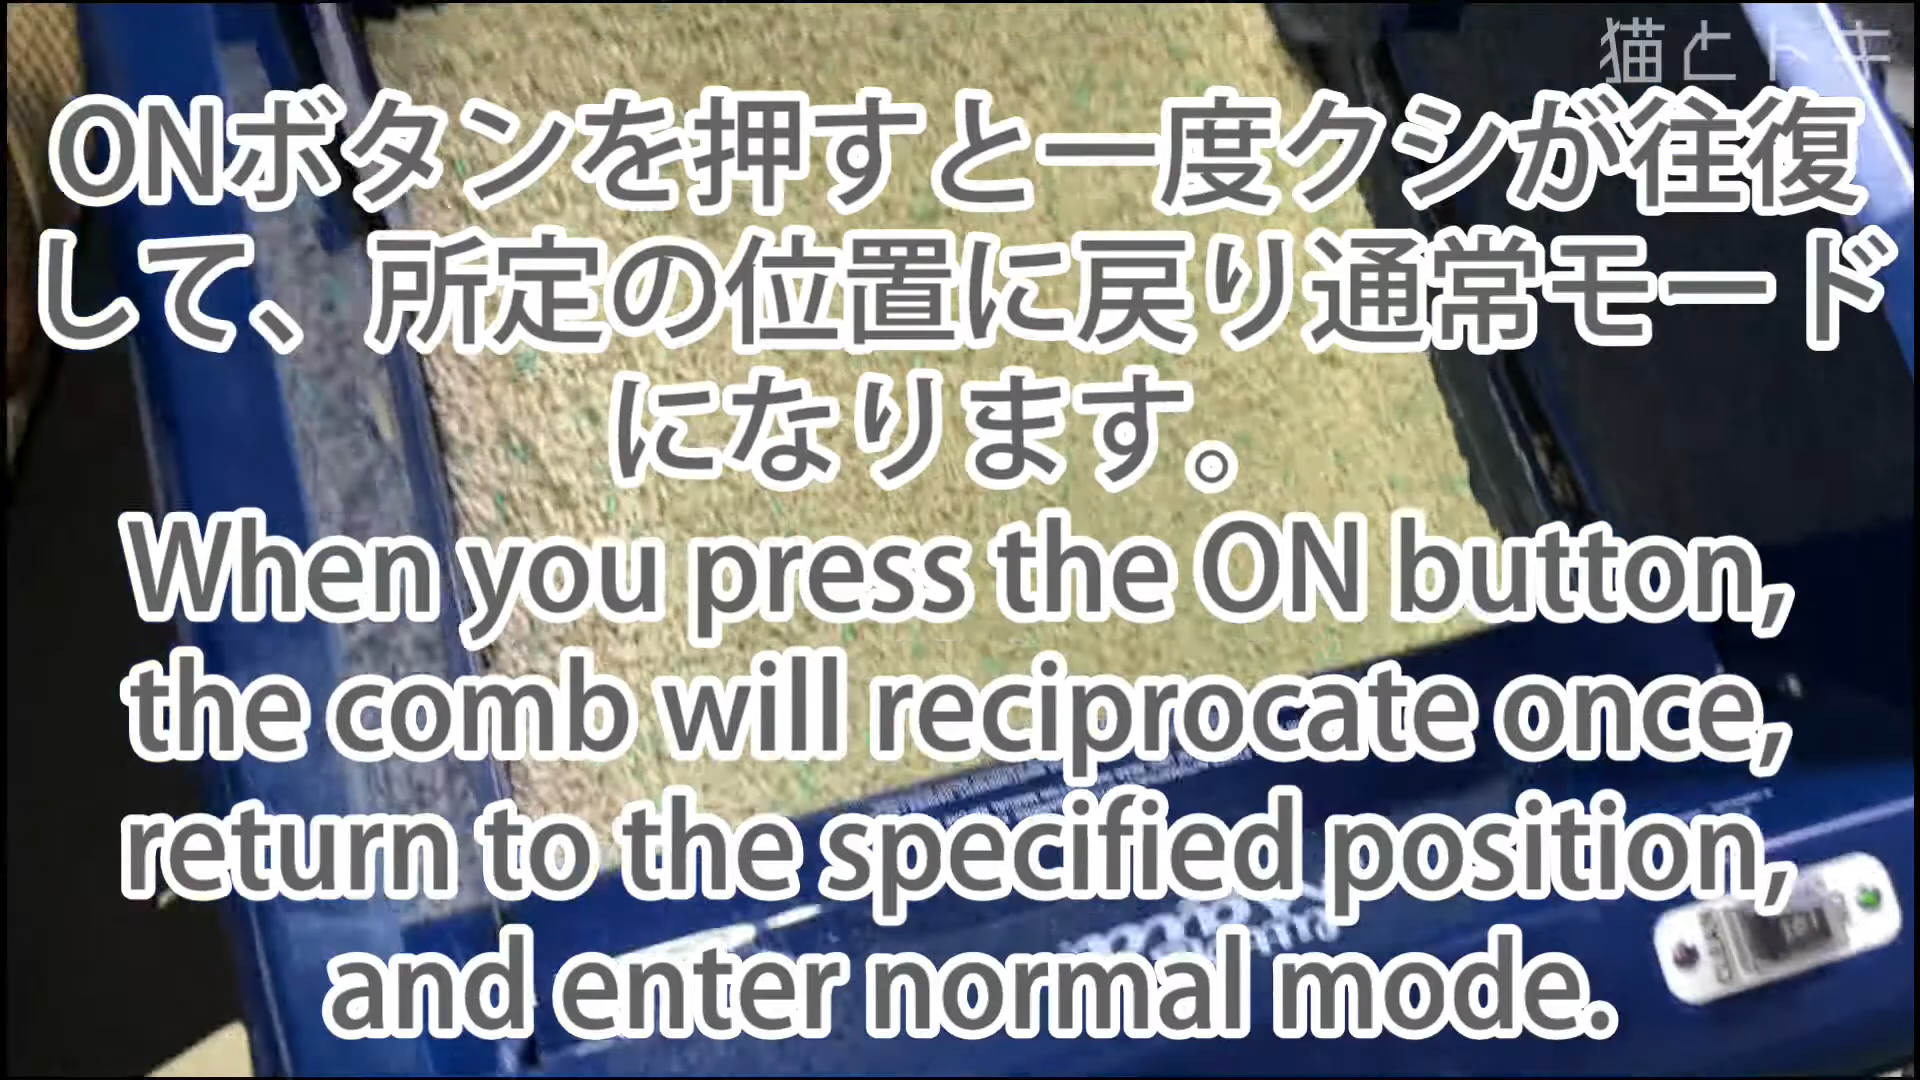 猫とトキ
ONボタンを押すと一度クシが往復
して、所定の位置に戻り通常モード
になります。
When you press the ON button,
the comb will reciprocate once,
return to the specified position,
and enter normal mode.